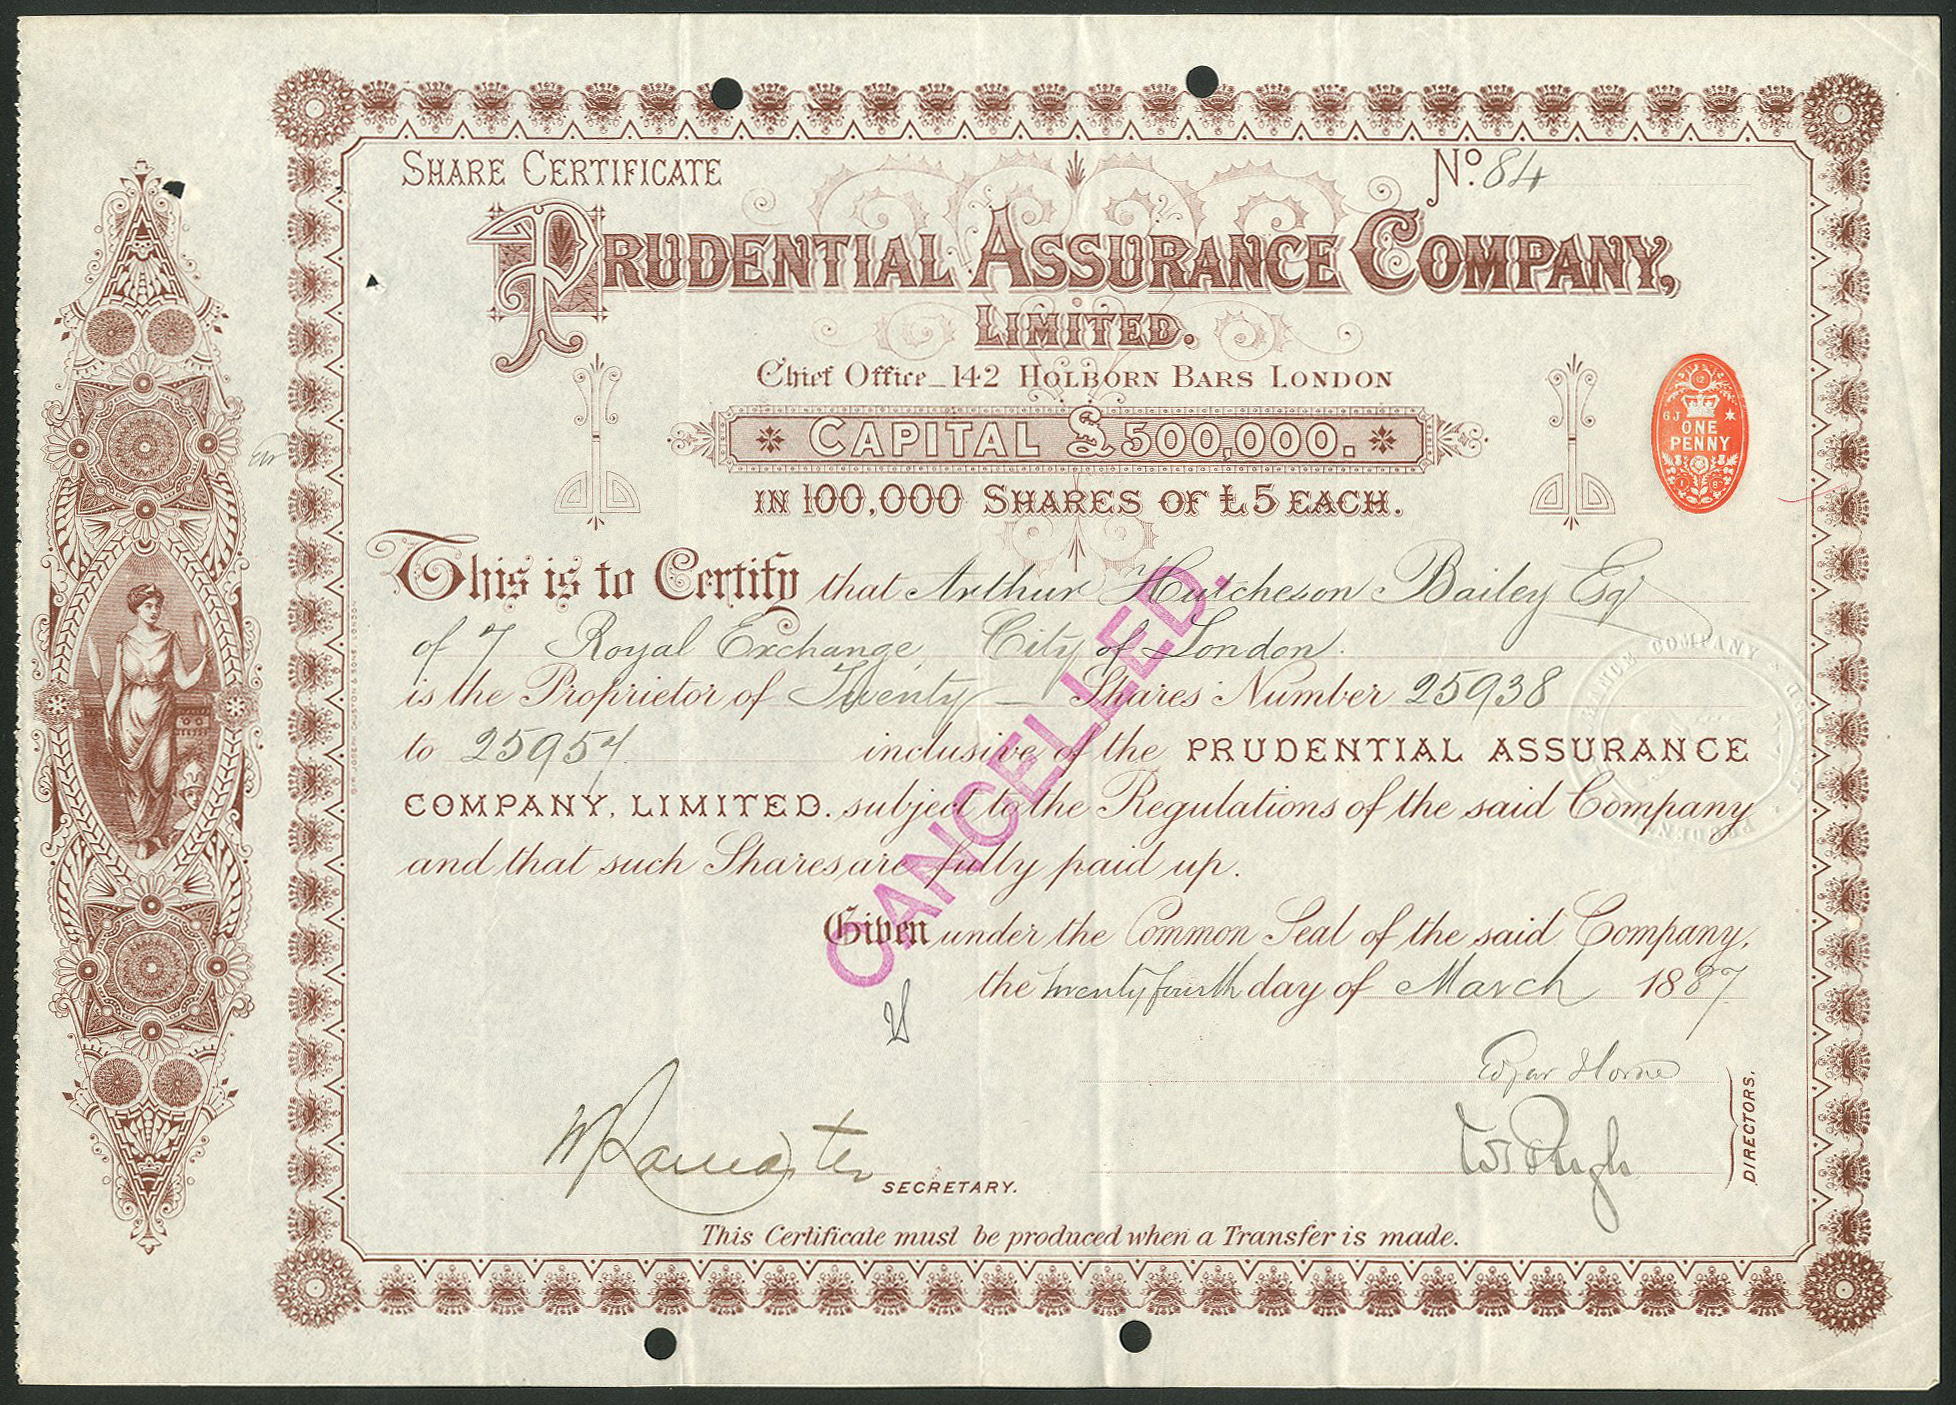 SHARE CERTIFICATE
No. 84
PRUDENTIAL ASSURANCE COMPANY,
LIMITED.
Chief Office _ 142 HOLBORN BARS LONDON
CAPITAL £500,000.
IN 100,000 SHARES OF £5 EACH.
6 J
12
ONE
PENNY
This is to Certify that Arthur Hutcheson Bailey Esq
of 7 Royal Exchange, City of London.
is the Proprietor of Twenty — Shares Number 25938
to 25957 inclusive of the PRUDENTIAL ASSURANCE
COMPANY, LIMITED. subject to the Regulations of the said Company
and that such Shares are fully paid up.
CANCELLED.
Given under the Common Seal of the said Company,
the twenty fourth day of March 1887
Edgar Horne
W Lancaster SECRETARY.
DIRECTORS.
This Certificate must be produced when a Transfer is made.